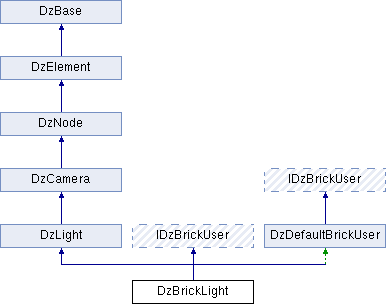 DzBase
DzElement
DzNode
DzCamera
IDzBrickUser
DzLight
IDzBrickUser
DzDefaultBrickUser
DzBrickLight